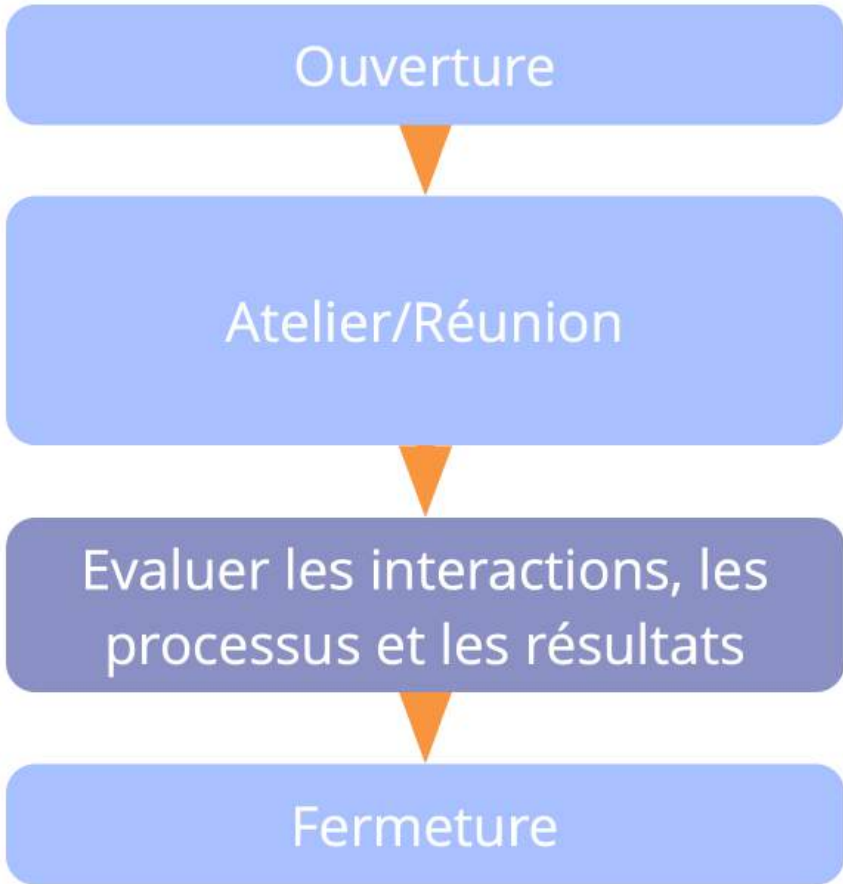 Ouverture
Atelier/Réunion
Evaluer les interactions, les
processus et les résultats
Fermeture